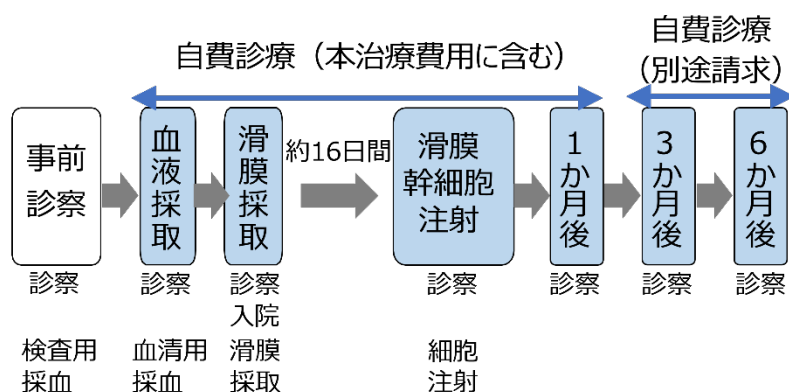 自費診療（本治療費用に含む）
自費診療
（別途請求）
事前
診察
血液採取
滑膜採取
約16日間
滑膜
幹細胞
注射
1か月後
3か月後
6か月後
診察
診察
診察
診察
診察
診察
診察
入院
検査用
採血
血清用
採血
滑膜
採取
細胞
注射